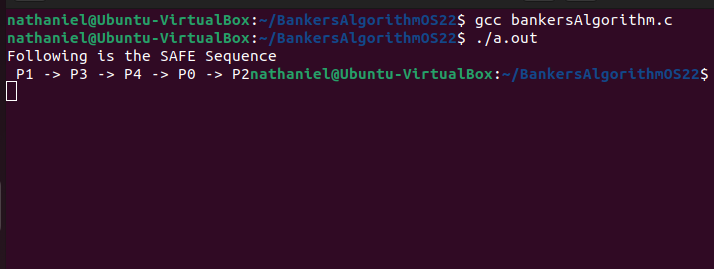 nathaniel@Ubuntu-VirtualBox:~/BankersAlgorithmOS22$ gcc bankersAlgorithm.c
nathaniel@Ubuntu-VirtualBox:~/BankersAlgorithmOS22$ ./a.out
Following is the SAFE Sequence
 P1 -> P3 -> P4 -> P0 -> P2nathaniel@Ubuntu-VirtualBox:~/BankersAlgorithmOS22$